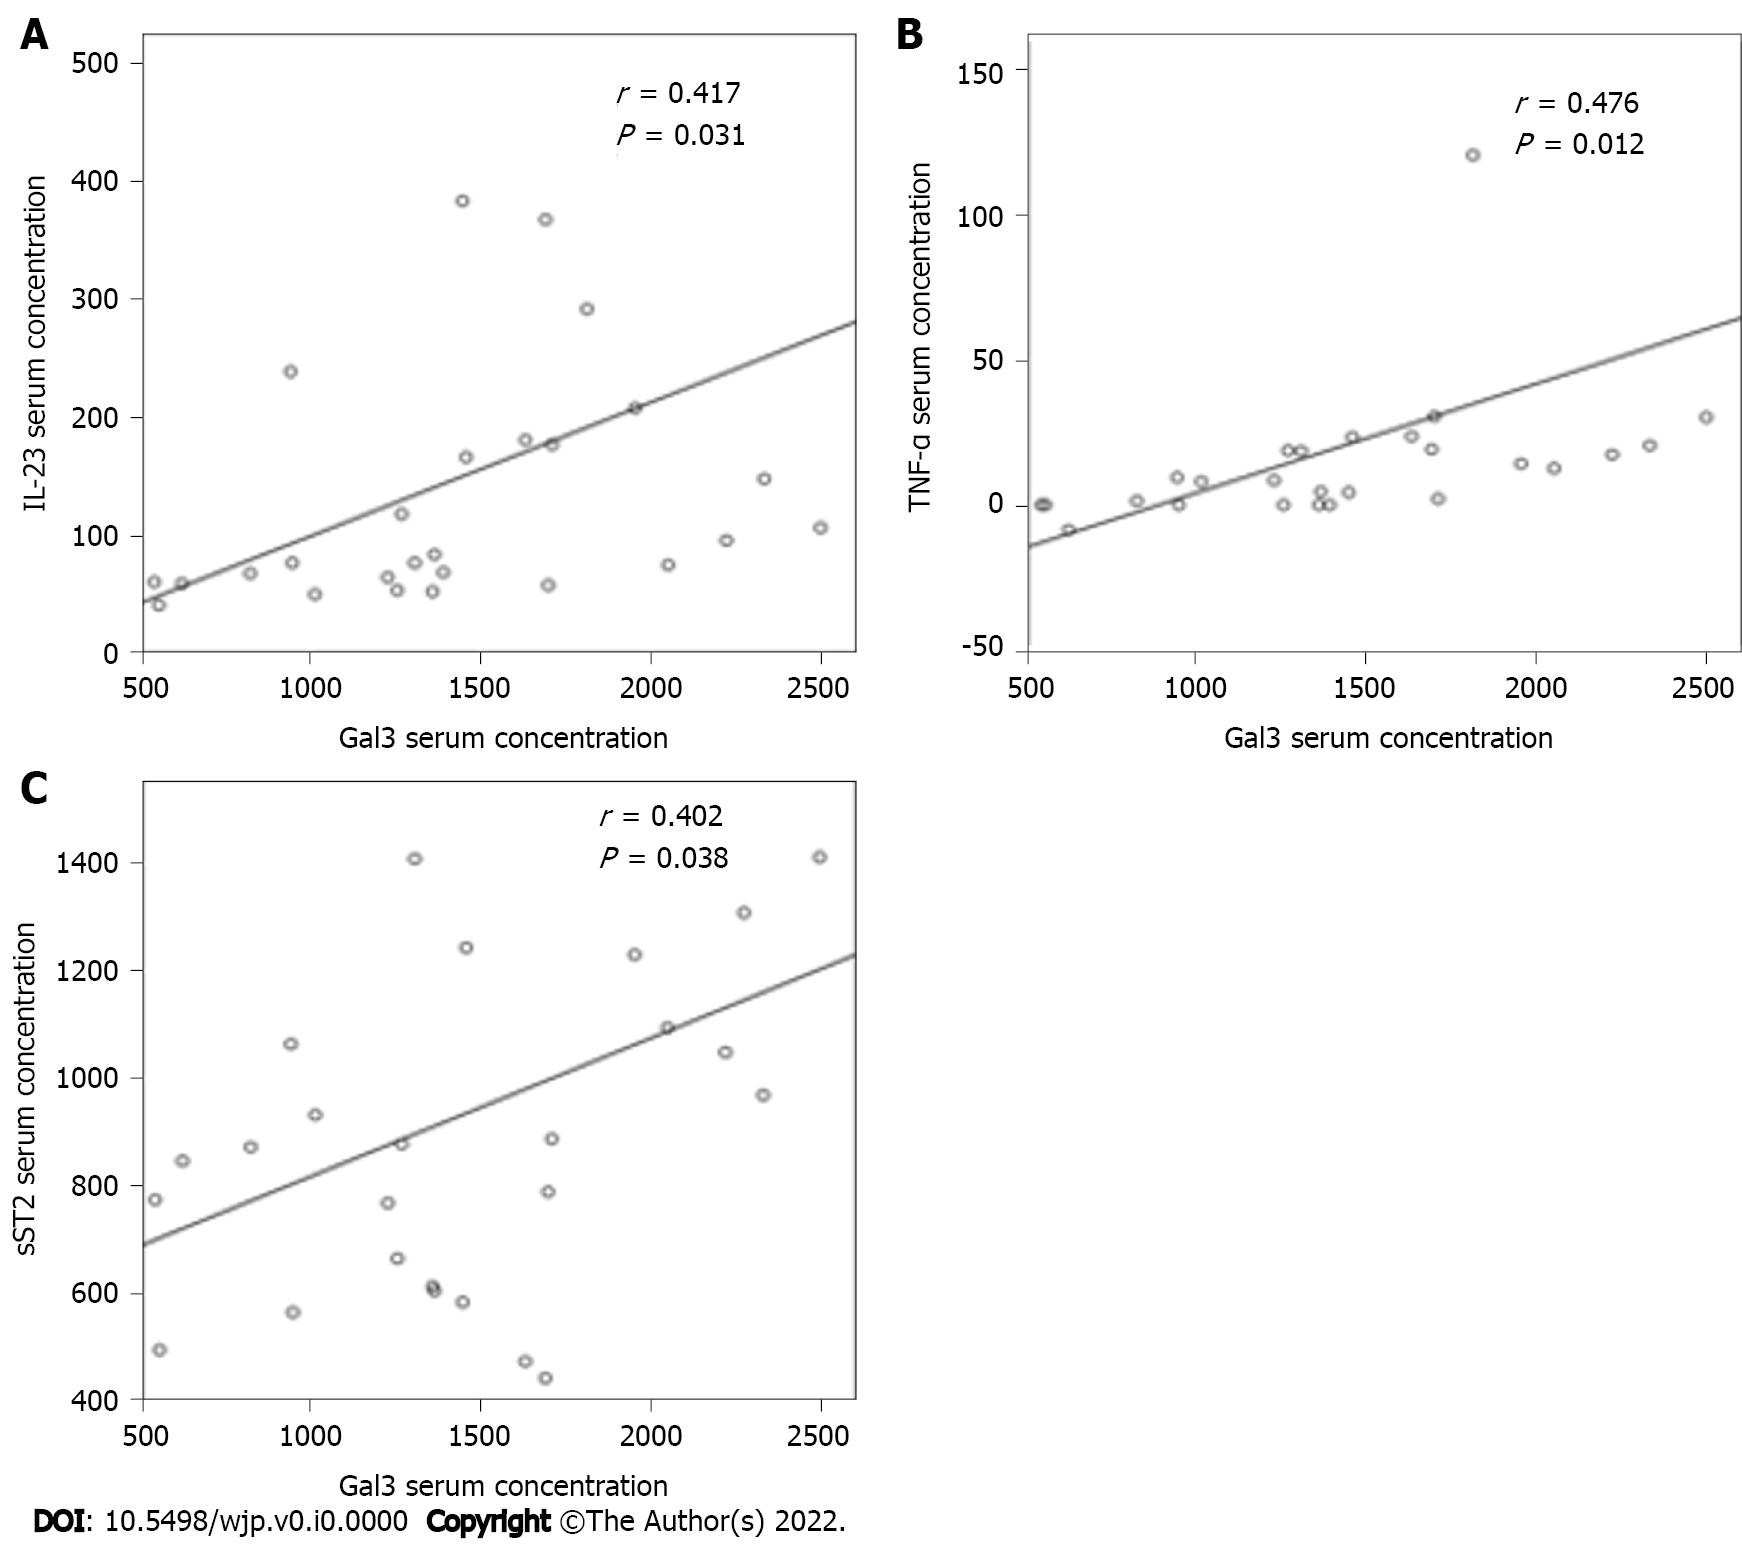 A
500
400
300
200
100
0
IL-23 serum concentration
r = 0.417
P = 0.031
500 1000 1500 2000 2500
Gal3 serum concentration
B
150
100
50
0
-50
TNF-α serum concentration
r = 0.476
P = 0.012
500 1000 1500 2000 2500
Gal3 serum concentration
C
1400
1200
1000
800
600
400
sST2 serum concentration
r = 0.402
P = 0.038
500 1000 1500 2000 2500
Gal3 serum concentration
DOI: 10.5498/wjp.v0.i0.0000 Copyright ©The Author(s) 2022.